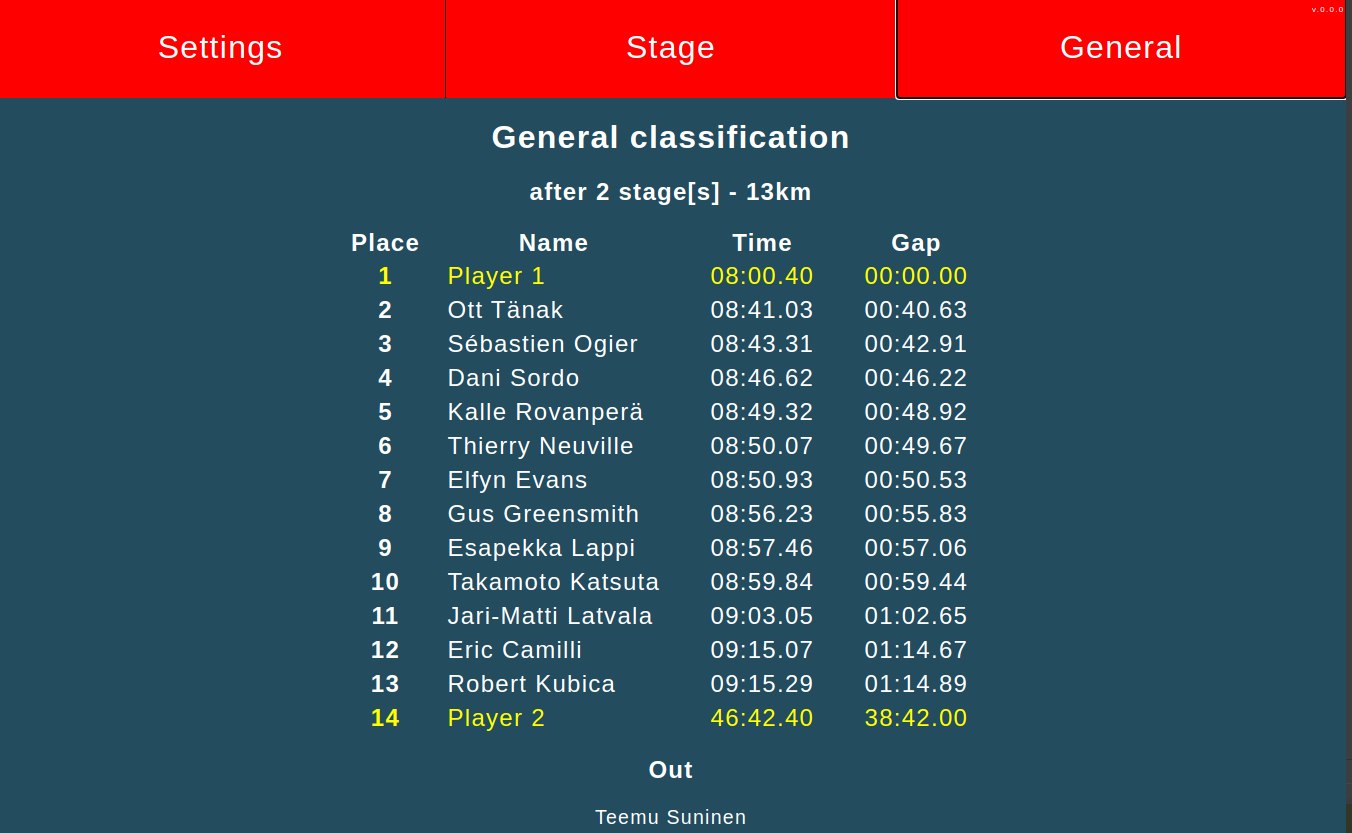 Settings Stage General v.0.0.0
General classification
after 2 stage[s] - 13km
Place Name Time Gap
1 Player 1 08:00.40 00:00.00
2 Ott Tänak 08:41.03 00:40.63
3 Sébastien Ogier 08:43.31 00:42.91
4 Dani Sordo 08:46.62 00:46.22
5 Kalle Rovanperä 08:49.32 00:48.92
6 Thierry Neuville 08:50.07 00:49.67
7 Elfyn Evans 08:50.93 00:50.53
8 Gus Greensmith 08:56.23 00:55.83
9 Esapekka Lappi 08:57.46 00:57.06
10 Takamoto Katsuta 08:59.84 00:59.44
11 Jari-Matti Latvala 09:03.05 01:02.65
12 Eric Camilli 09:15.07 01:14.67
13 Robert Kubica 09:15.29 01:14.89
14 Player 2 46:42.40 38:42.00
Out
Teemu Suninen